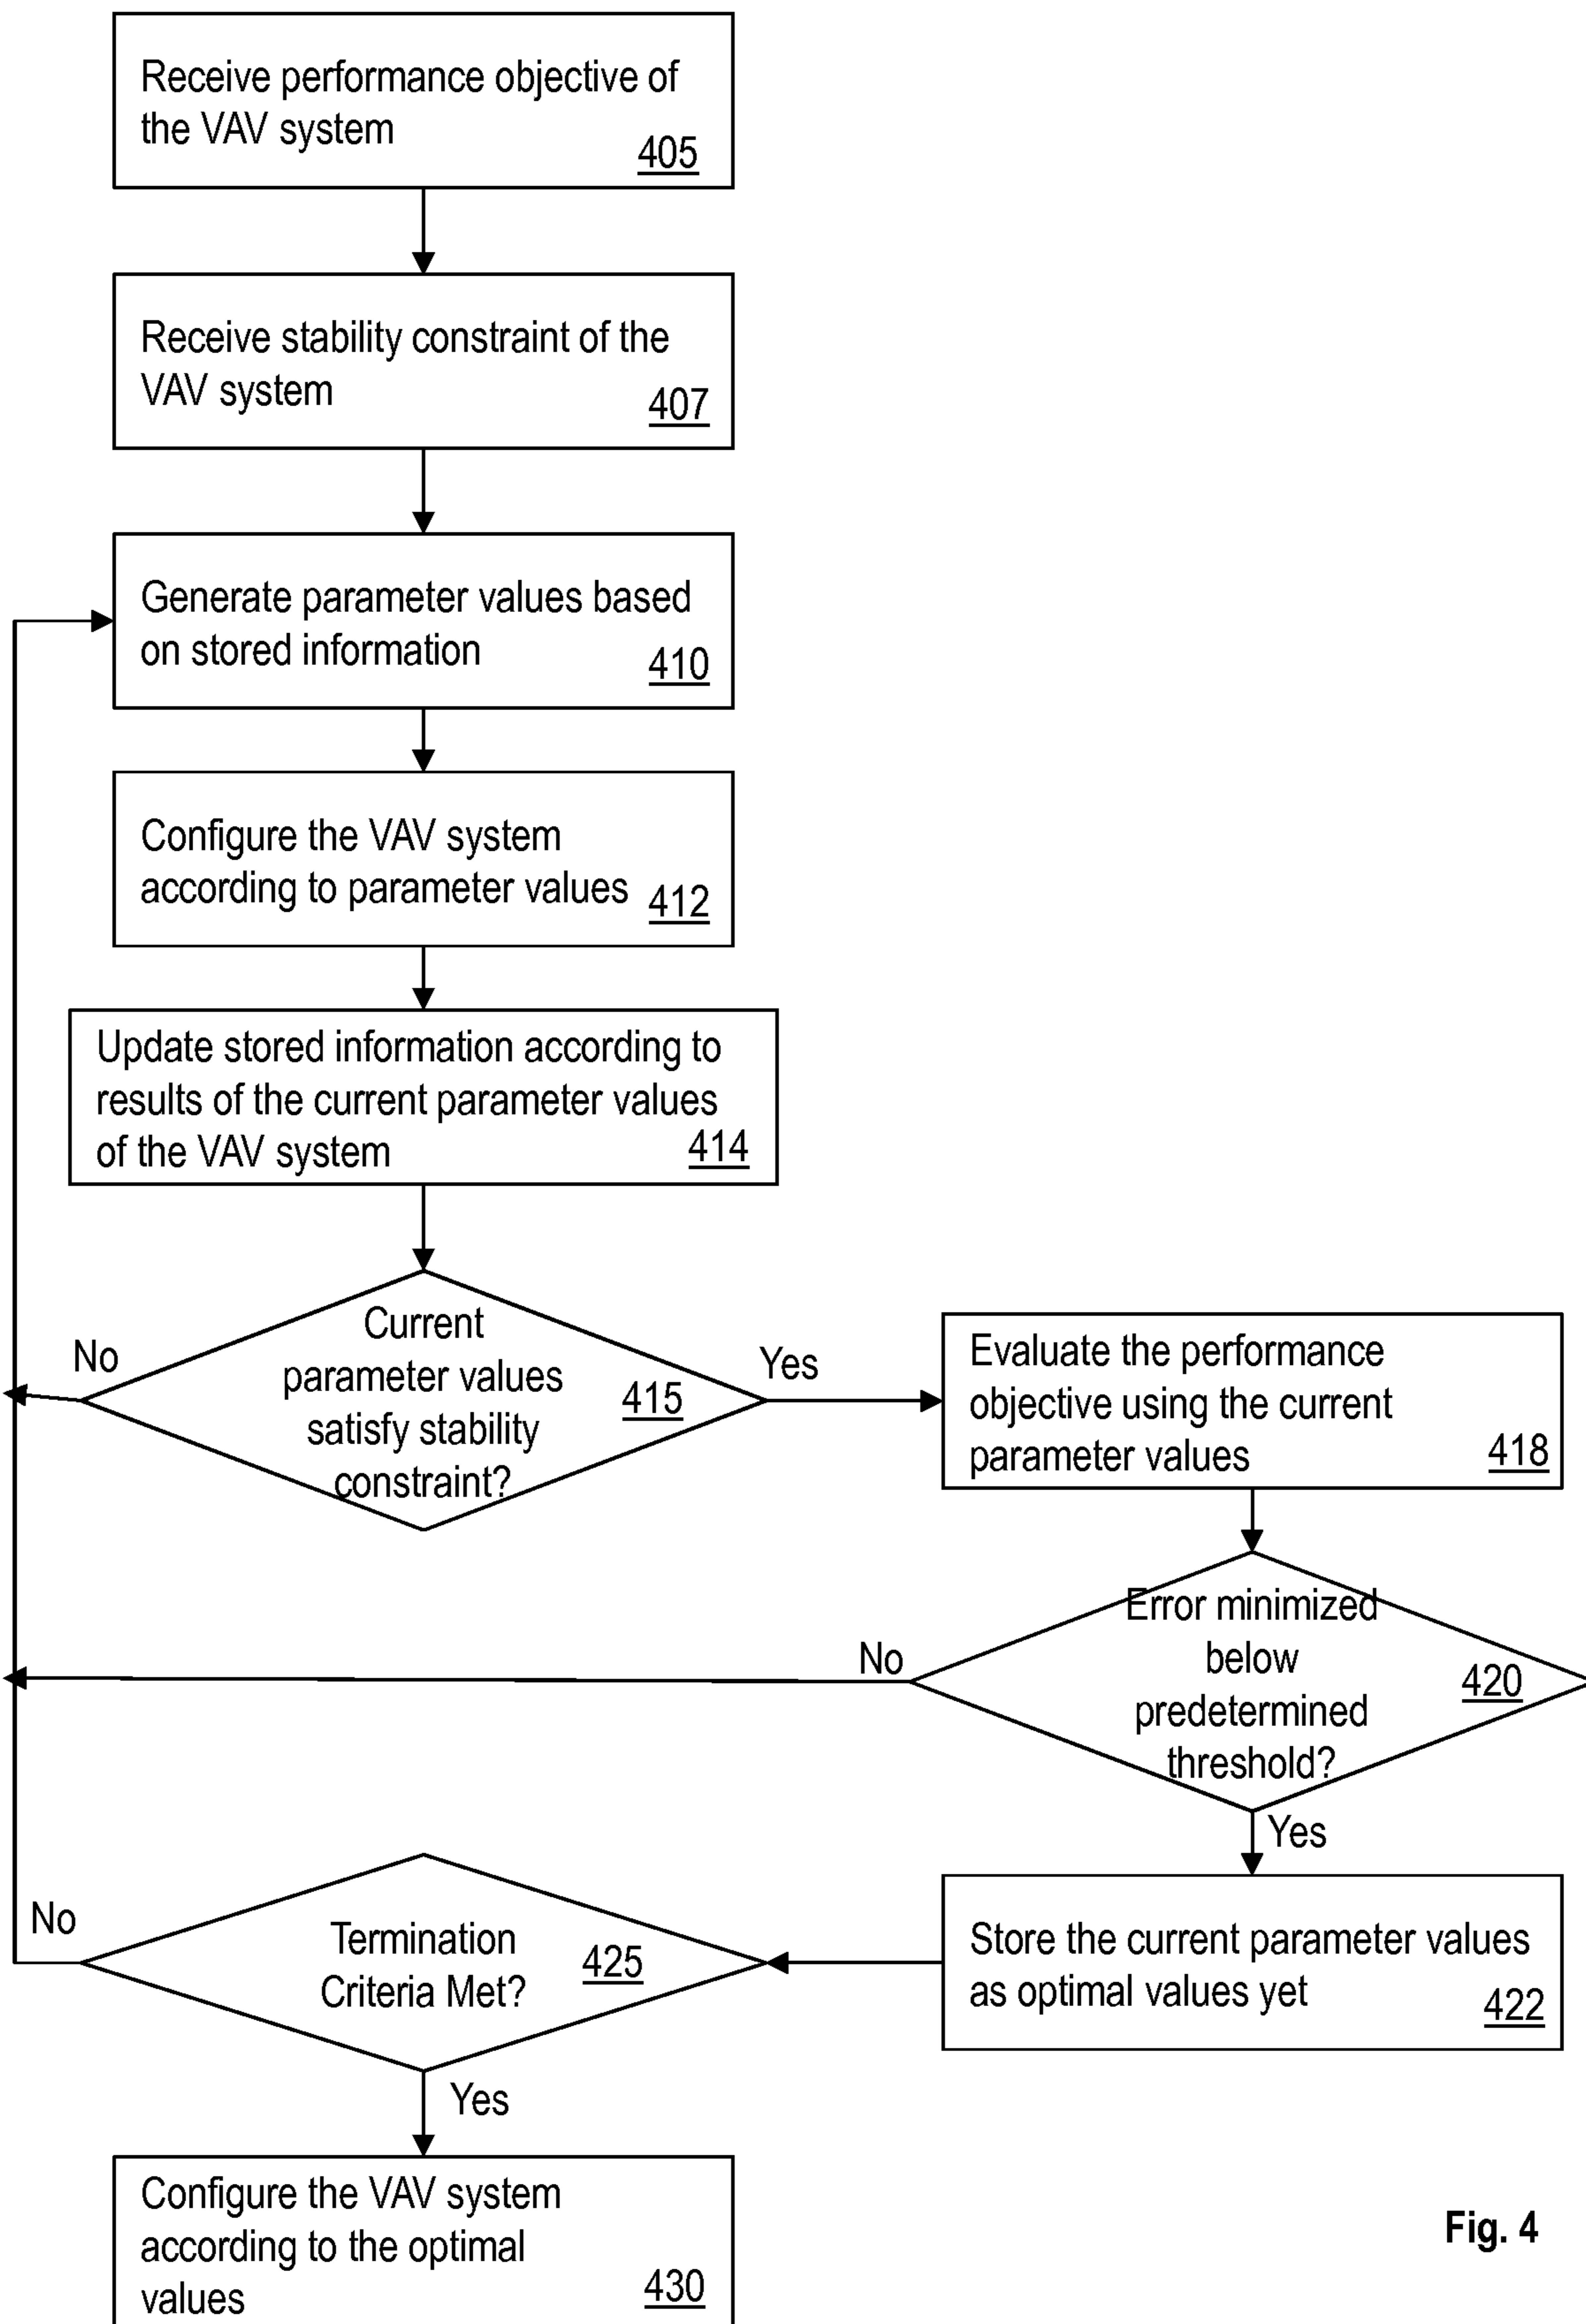 Receive performance objective of
the VAV system
405
Receive stability constraint of the
VAV system
407
Generate parameter values based
on stored information
410
Configure the VAV system
according to parameter values
412
Update stored information according to
results of the current parameter values
of the VAV system
414
Current
parameter values
satisfy stability
constraint?
415
No
Yes
Evaluate the performance
objective using the current
parameter values
418
Error minimized
below
predetermined
threshold?
420
No
Yes
Store the current parameter values
as optimal values yet
422
Termination
Criteria Met?
425
No
Yes
Configure the VAV system
according to the optimal
values
430
Fig. 4